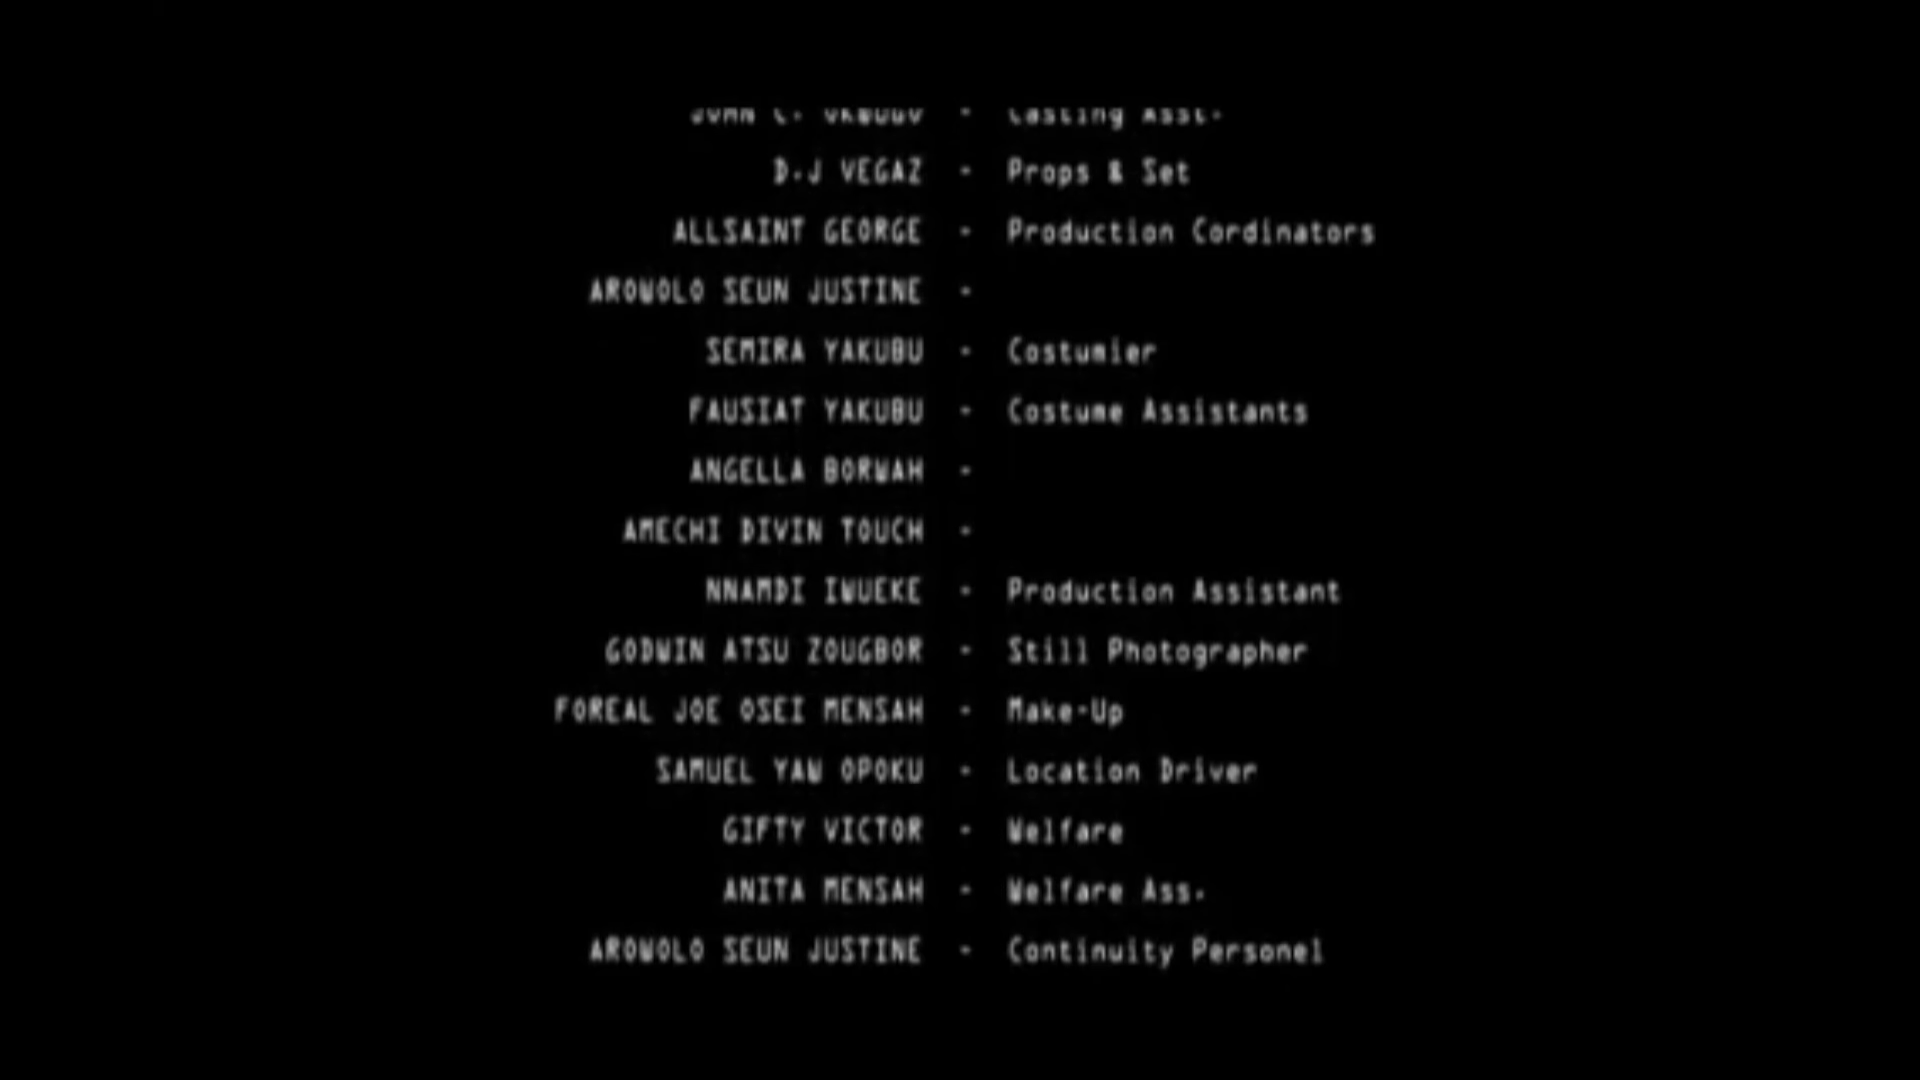 Casting Asst.
D.J VEGAZ - Props & Set
ALLSAINT GEORGE - Production Cordinators
AROWOLO SEUN JUSTINE -
SEMIRA YAKUBU - Costumier
FAUSIAT YAKUBU - Costume Assistants
ANGELLA BORWAH -
AMECHI DIVIN TOUCH -
NNAMDI IWUEKE - Production Assistant
GODWIN ATSU ZOUGBOR - Still Photographer
FOREAL JOE OSEI MENSAH - Make-Up
SAMUEL YAW OPOKU - Location Driver
GIFTY VICTOR - Welfare
ANITA MENSAH - Welfare Ass.
AROWOLO SEUN JUSTINE - Continuity Personel